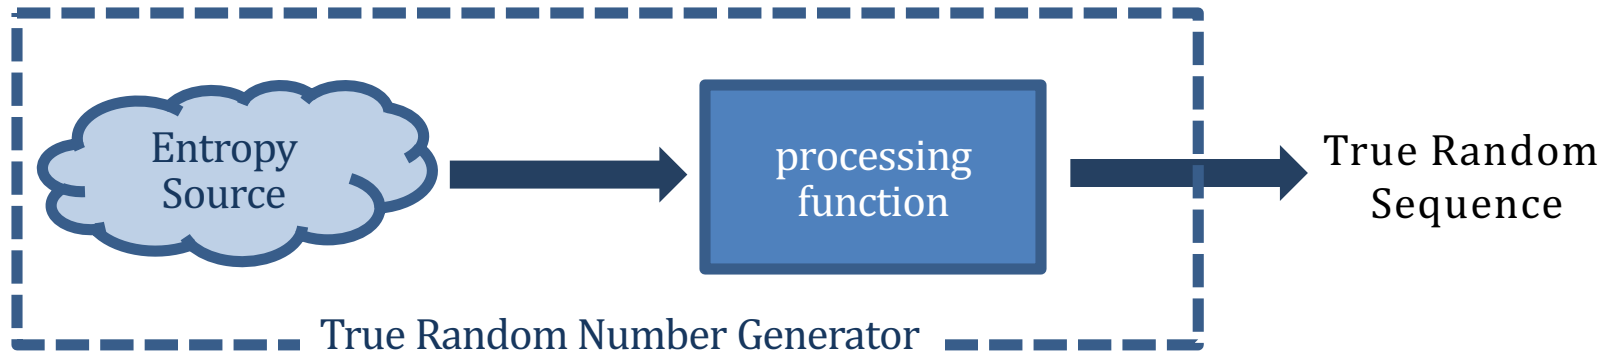 Entropy
Source
processing
function
True Random
Sequence
True Random Number Generator